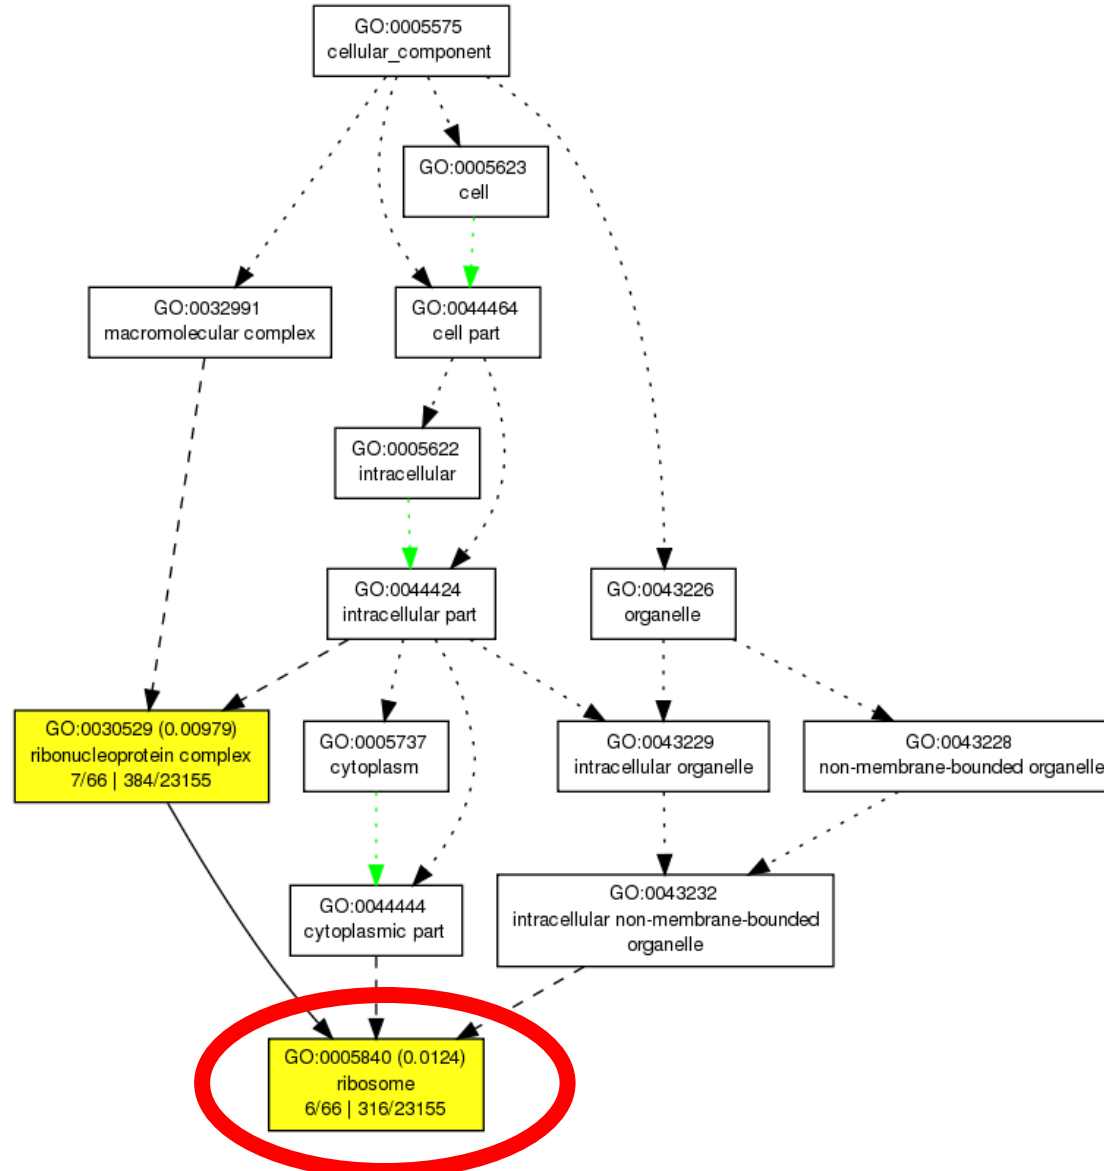 GO:0005575
cellular_component
GO:0005623
cell
GO:0032991
macromolecular complex
GO:0044464
cell part
GO:0005622
intracellular
GO:0044424
intracellular part
GO:0043226
organelle
GO:0030529 (0.00979)
ribonucleoprotein complex
7/66 | 384/23155
GO:0005737
cytoplasm
GO:0043229
intracellular organelle
GO:0043228
non-membrane-bounded organelle
GO:0044444
cytoplasmic part
GO:0043232
intracellular non-membrane-bounded
organelle
GO:0005840 (0.0124)
ribosome
6/66 | 316/23155